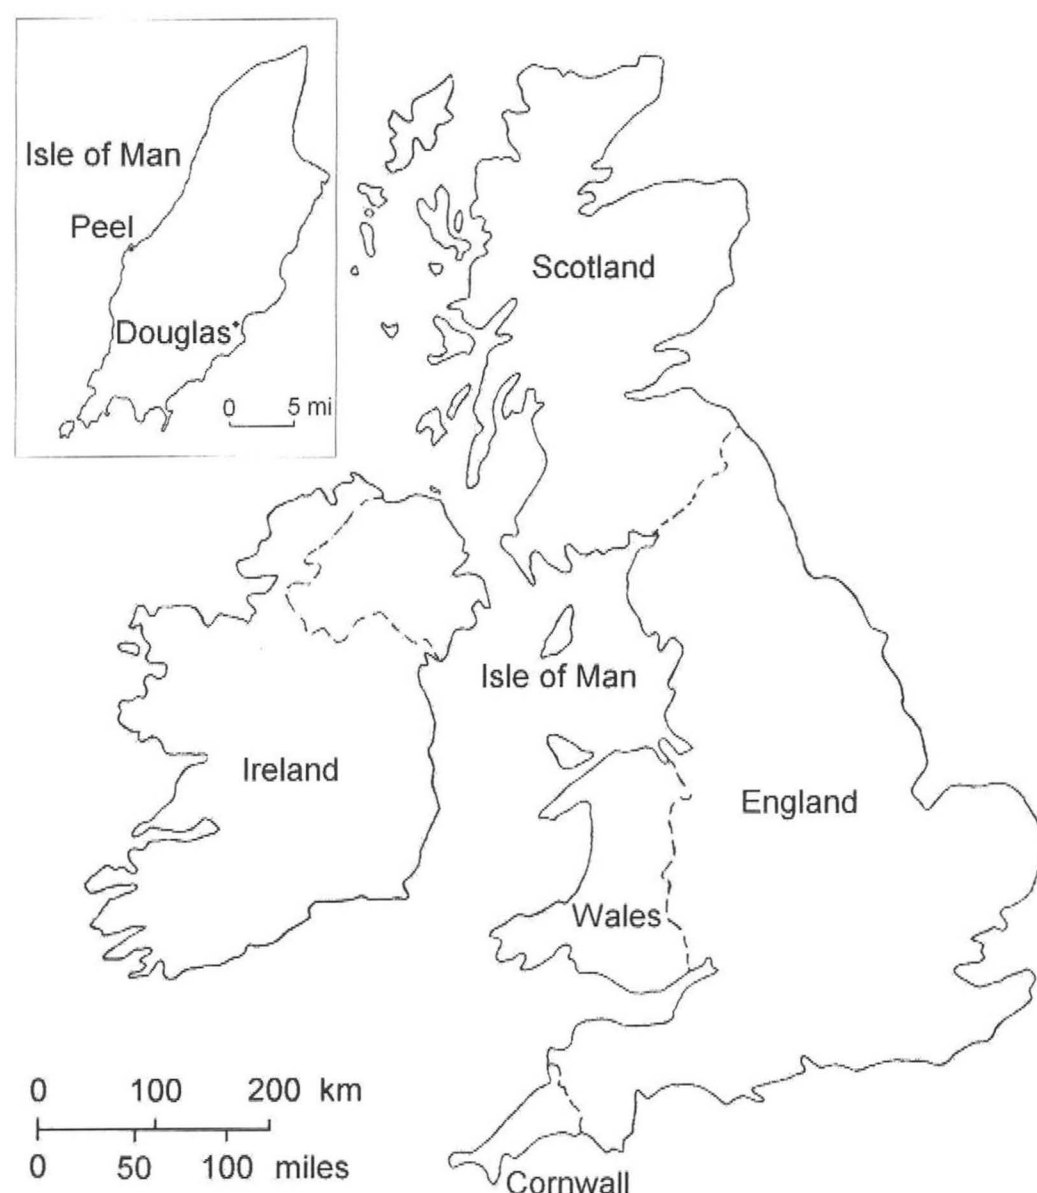 Isle of Man
Peel
Douglas
0 5 mi
Scotland
Isle of Man
Ireland
England
Wales
0 100 200 km
0 50 100 miles
Cornwall